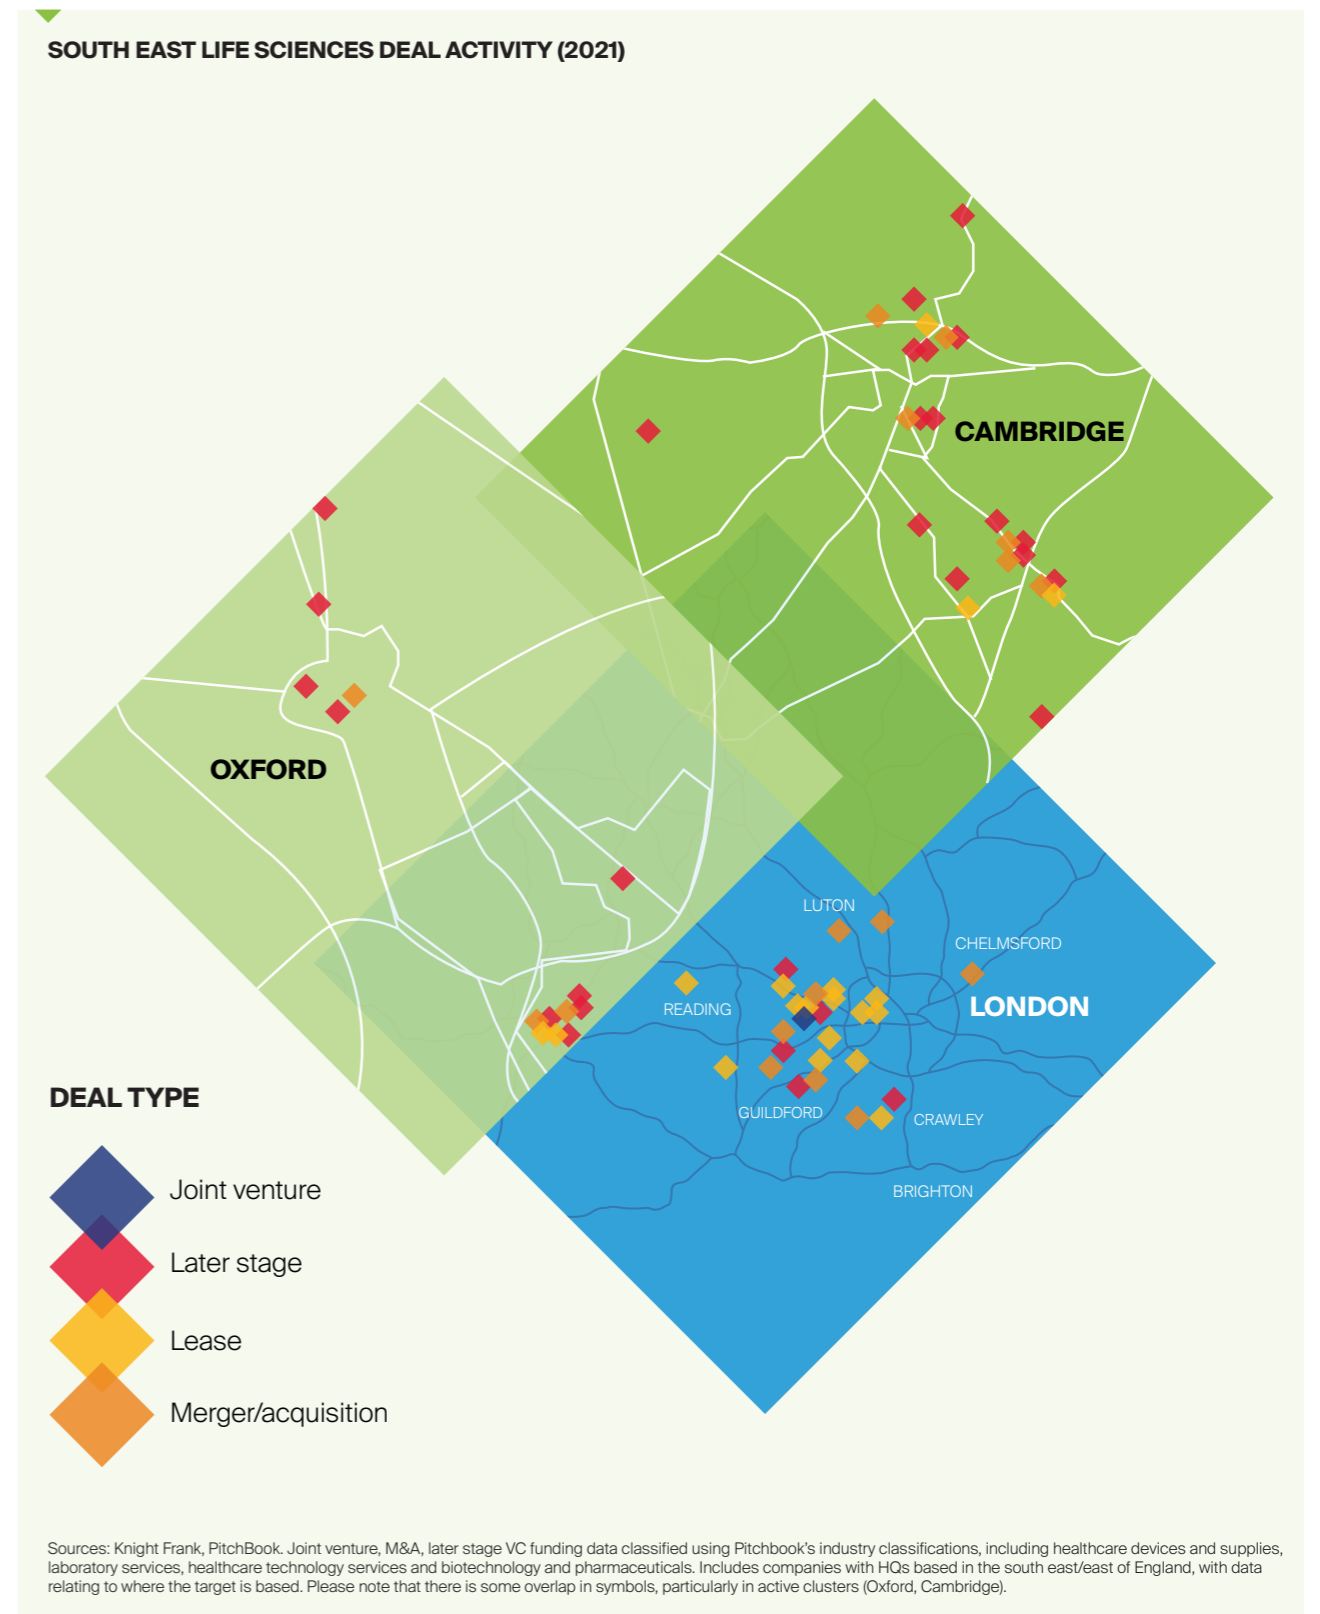 SOUTH EAST LIFE SCIENCES DEAL ACTIVITY (2021)
CAMBRIDGE
OXFORD
LUTON
CHELMSFORD
LONDON
READING
GUILDFORD
CRAWLEY
BRIGHTON
DEAL TYPE
Joint venture
Later stage
Lease
Merger/acquisition
Sources: Knight Frank, PitchBook. Joint venture, M&A, later stage VC funding data classified using Pitchbook's industry classifications, including healthcare devices and supplies,
laboratory services, healthcare technology services and biotechnology and pharmaceuticals. Includes companies with HQs based in the south east/east of England, with data
relating to where the target is based. Please note that there is some overlap in symbols, particularly in active clusters (Oxford, Cambridge).